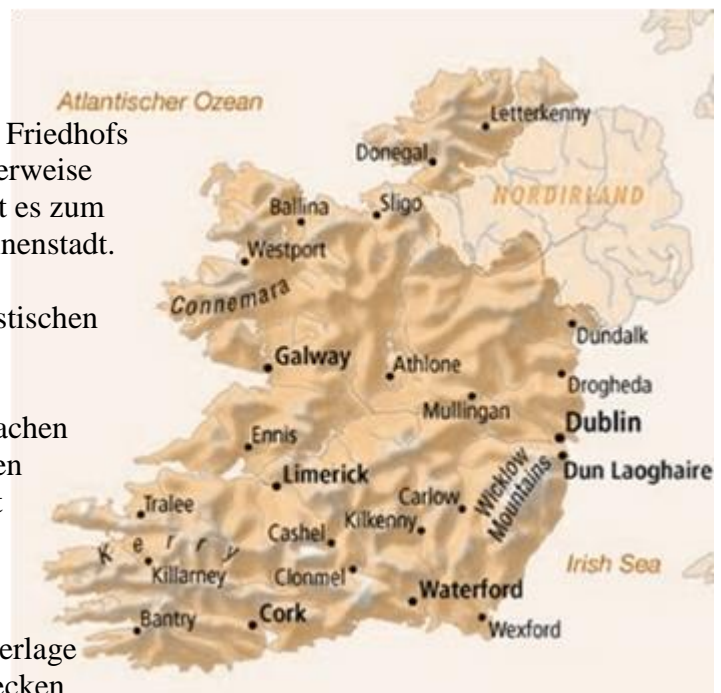 Atlantischer Ozean
Letterkenny
Friedhofs
Donegal
erweise
NORDIRLAND
Sligo
Ballina
t es zum
nenstadt.
Westport
Connemara
stischen
Dundalk
Galway
Athlone
Drogheda
Mullingan
Dublin
achen
Ennis
en
Dun Laoghaire
Limerick
Wicklow
Mountains
Carlow
t
Tralee
Kilkenny
Cashel
Kerry
Irish Sea
Killarney
Clonmel
Waterford
Cork
Bantry
Wexford
erlage
ecken